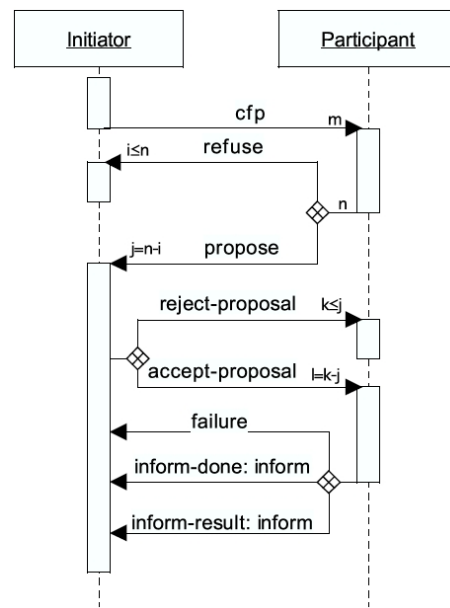 Initiator
Participant
cfp
m
refuse
i≤n
n
j=n-i
propose
reject-proposal
k≤j
accept-proposal
l=k-j
failure
inform-done: inform
inform-result: inform